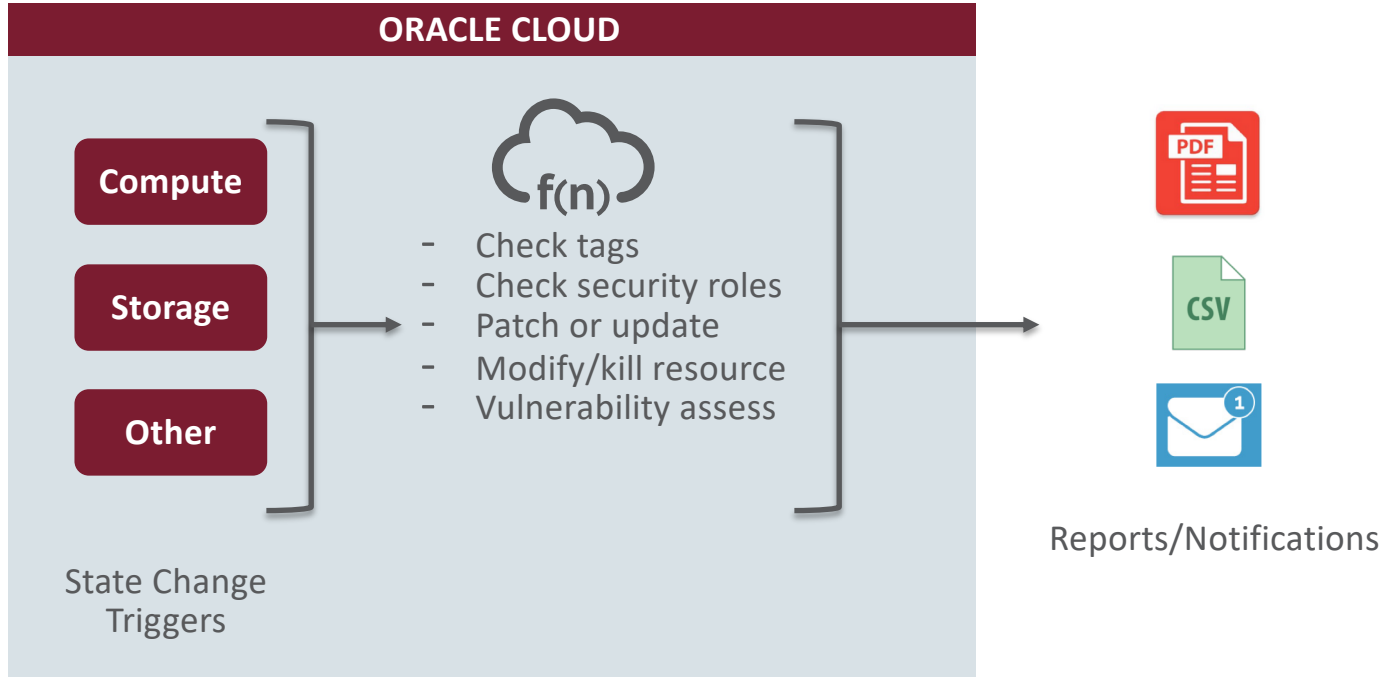 ORACLE CLOUD
Compute
Storage
Other
State Change
Triggers
f(n)
- Check tags
- Check security roles
- Patch or update
- Modify/kill resource
- Vulnerability assess
PDF
CSV
1
Reports/Notifications